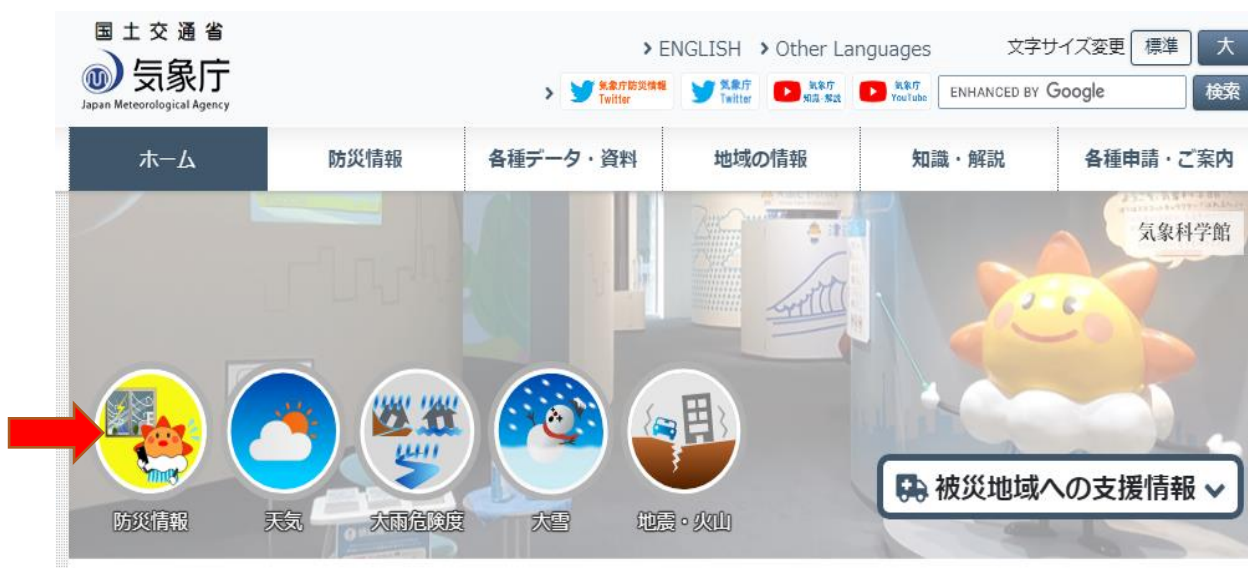 国土交通省
気象庁
Japan Meteorological Agency
ENGLISH
Other Languages
文字サイズ変更
標準
大
気象庁防災情報
Twitter
気象庁
Twitter
気象庁
知識・解説
気象庁
YouTube
ENHANCED BY Google
検索
ホーム
防災情報
各種データ・資料
地域の情報
知識・解説
各種申請・ご案内
気象科学館
防災情報
天気
大雨危険度
大雪
地震・火山
被災地域への支援情報